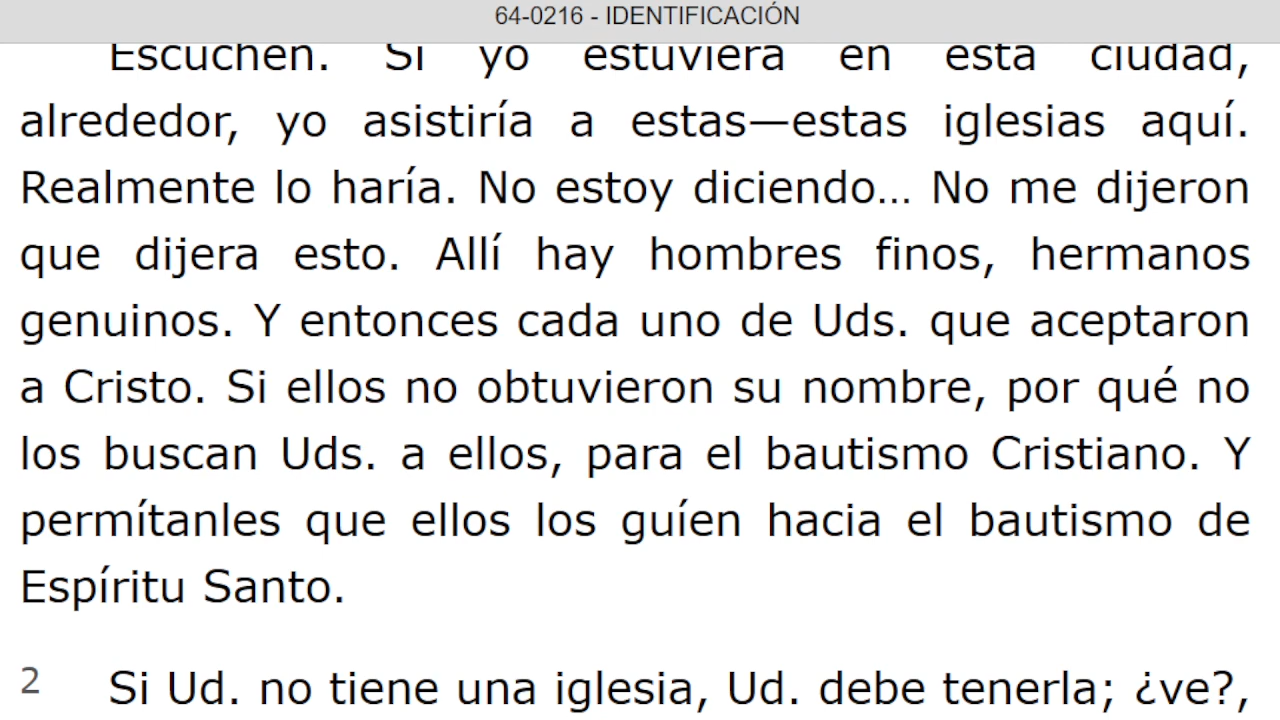 64-0216 - IDENTIFICACIÓN
Escuchen. Si yo estuviera en esta ciudad,
alrededor, yo asistiría a estas—estas iglesias aquí.
Realmente lo haría. No estoy diciendo... No me dijeron
que dijera esto. Allí hay hombres finos, hermanos
genuinos. Y entonces cada uno de Uds. que aceptaron
a Cristo. Si ellos no obtuvieron su nombre, por qué no
los buscan Uds. a ellos, para el bautismo Cristiano. Y
permítanles que ellos los guíen hacia el bautismo de
Espíritu Santo.
2 Si Ud. no tiene una iglesia, Ud. debe tenerla; ¿ve?,